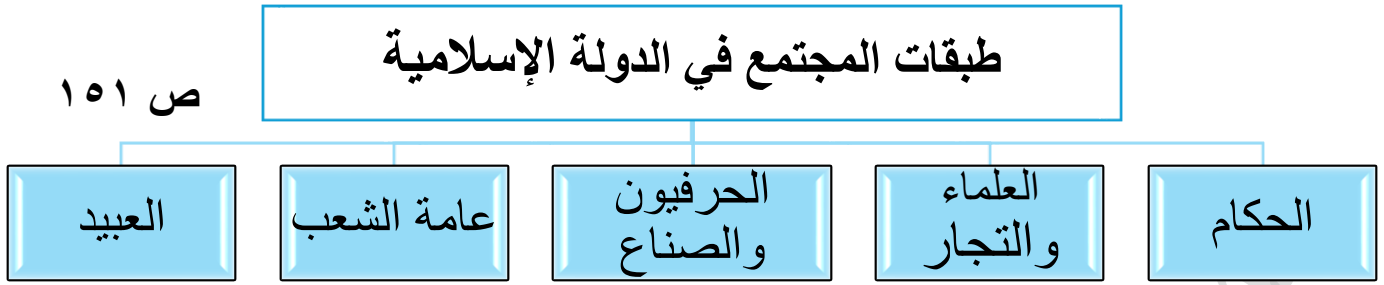 طبقات المجتمع في الدولة الإسلامية
ص ١٥١
الحكام
العلماء
والتجار
الحرفيون
والصناع
عامة الشعب
العبيد